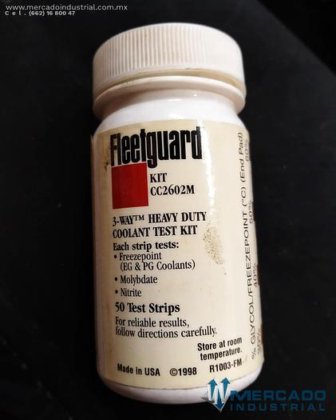 www.mercadoindustrial.com.mx
Cel. (662) 16 800 47
Fleetguard
KIT
CC2602M
3-WAY™ HEAVY DUTY
COOLANT TEST KIT
Each strip tests:
• Freezepoint
(EG & PG Coolants)
• Molybdate
• Nitrite
50 Test Strips
For reliable results,
follow directions carefully.
Store at room
temperature.
Made in USA ©1998 R1003-FM
% GLYCOL/FREEZEPOINT (°C) (End Pad)
MERCADO
INDUSTRIAL